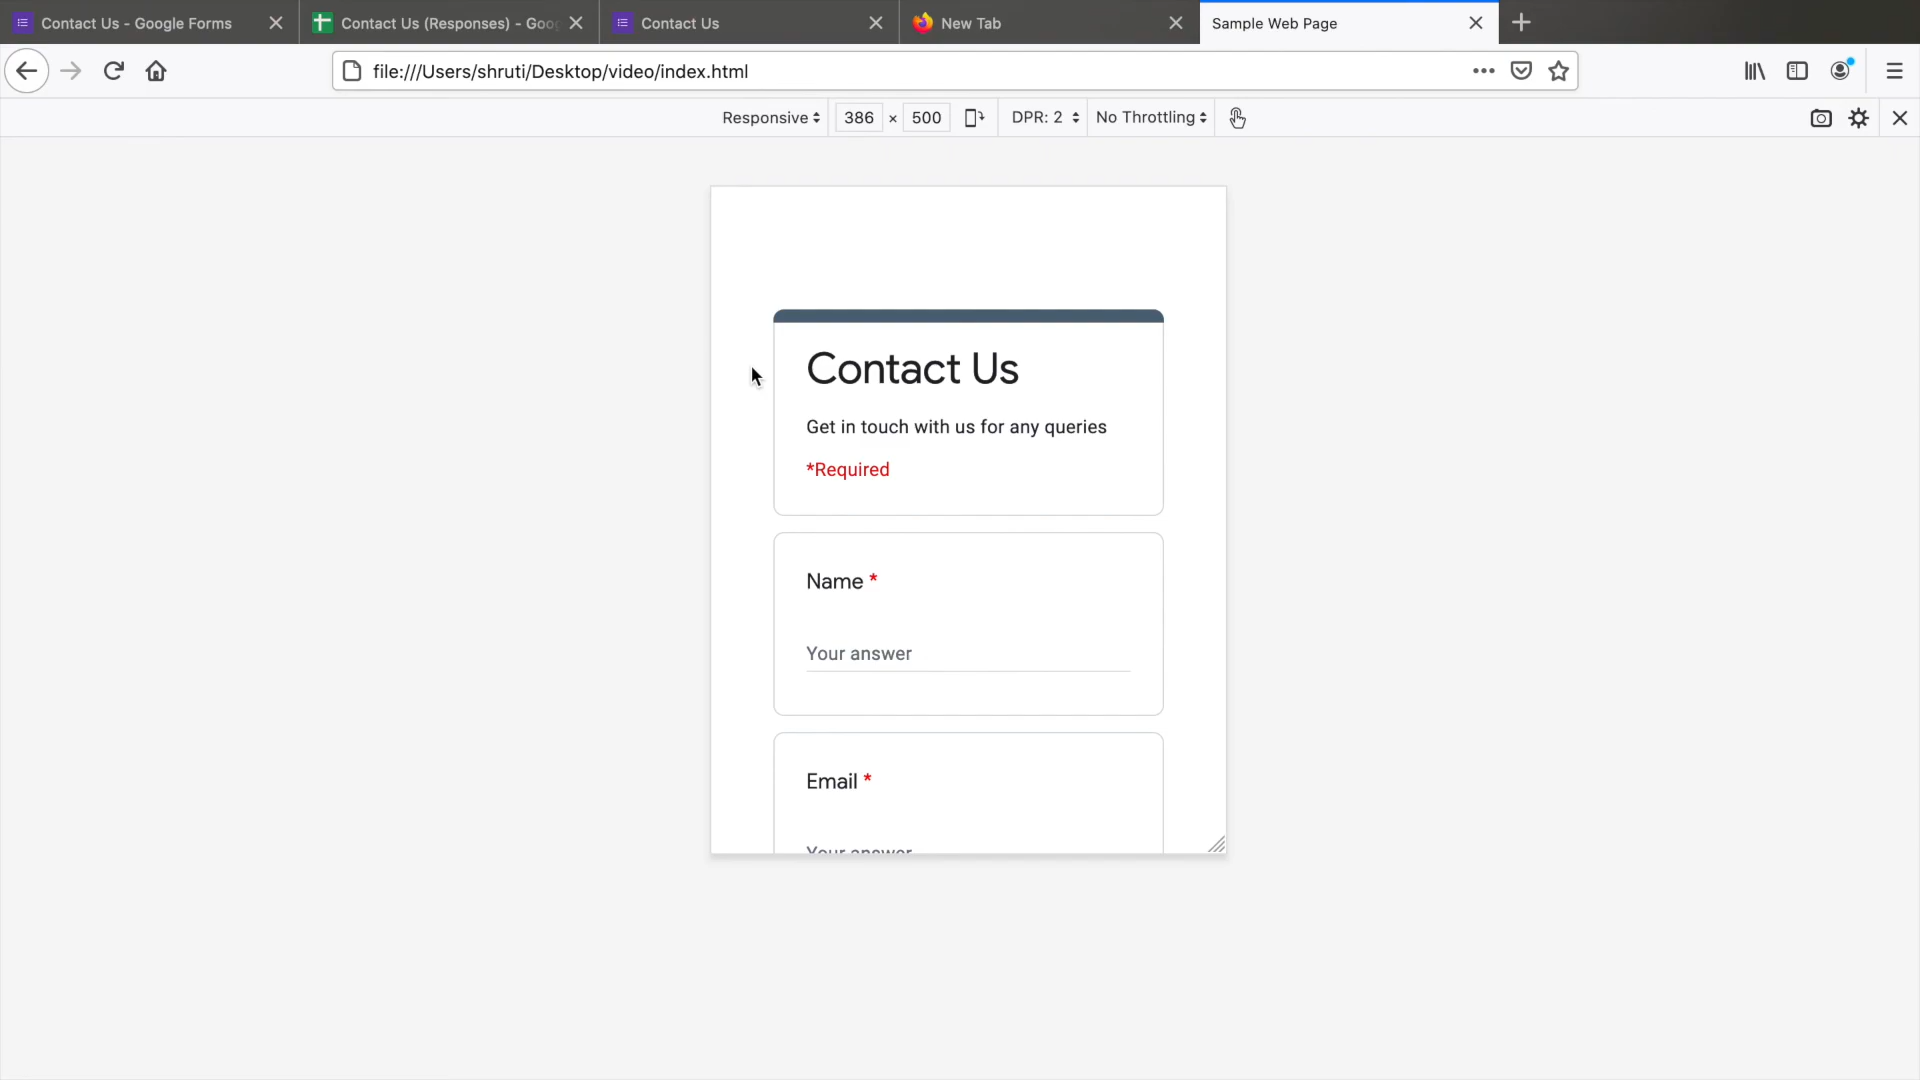 Contact Us - Google Forms
Contact Us (Responses) - Goo
Contact Us
New Tab
Sample Web Page
file:///Users/shruti/Desktop/video/index.html
Responsive
386 × 500
DPR: 2
No Throttling
Contact Us
Get in touch with us for any queries
*Required
Name *
Your answer
Email *
Your answer